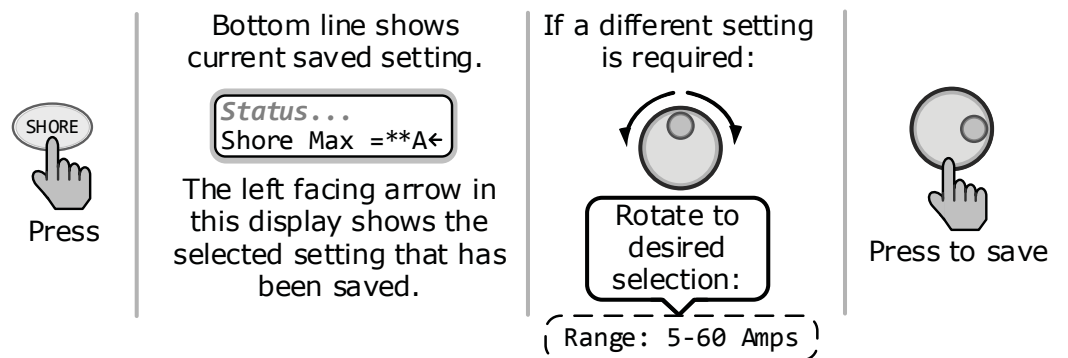 SHORE
Press
Bottom line shows
current saved setting.
Status...
Shore Max =**A←
The left facing arrow in
this display shows the
selected setting that has
been saved.
If a different setting
is required:
Rotate to
desired
selection:
Range: 5-60 Amps
Press to save